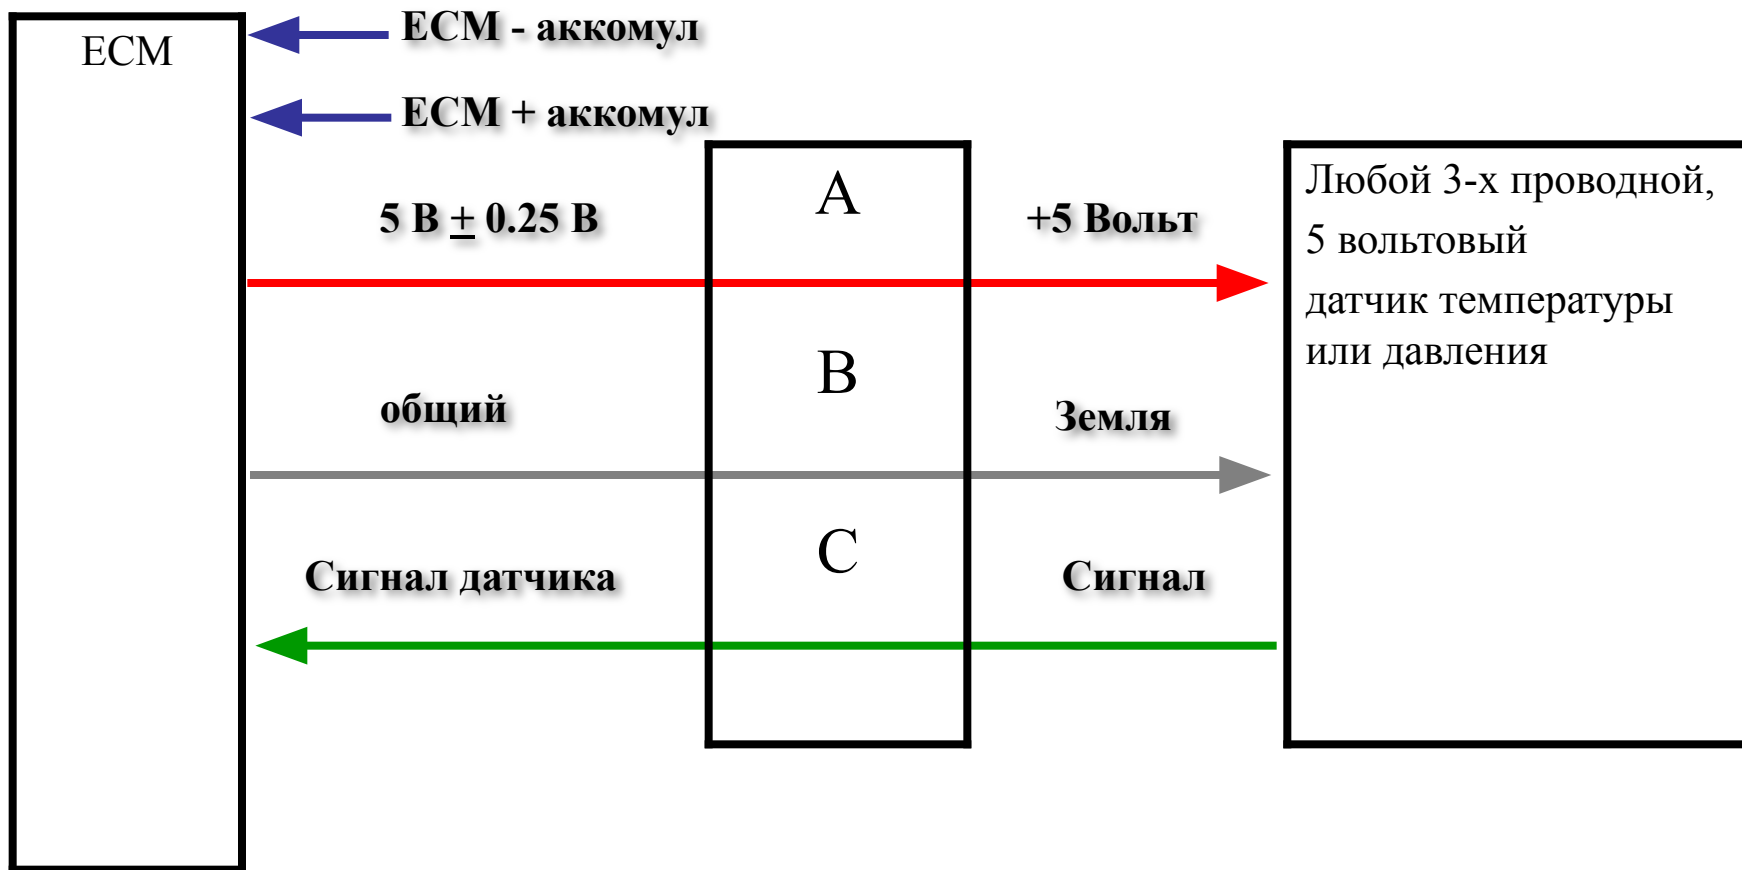 ECM
ECM - аккомул
ECM + аккомул
5 В ± 0.25 В
A
+5 Вольт
Любой 3-х проводной,
5 вольтовый
датчик температуры
или давления
общий
B
Земля
Сигнал датчика
C
Сигнал